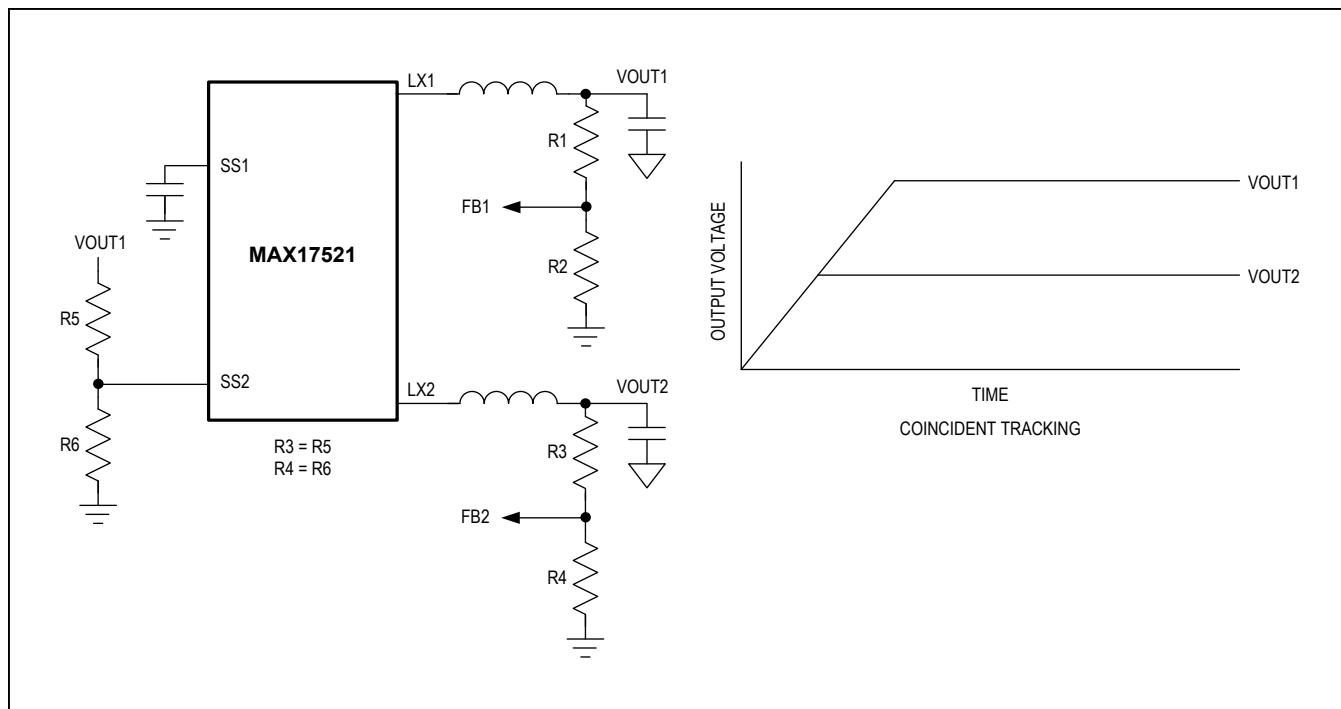 LX1
VOUT1
R1
SS1
FB1
VOUT1
MAX17521
R2
R5
SS2
LX2
VOUT2
R6
R3 = R5
R4 = R6
R3
FB2
R4
OUTPUT VOLTAGE
VOUT1
VOUT2
TIME
COINCIDENT TRACKING